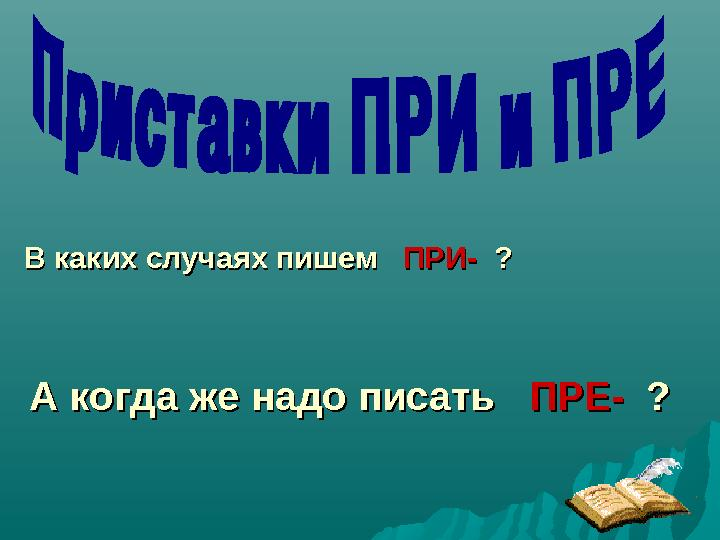 Приставки ПРИ и ПРЕ
В каких случаях пишем ПРИ- ?
А когда же надо писать ПРЕ- ?